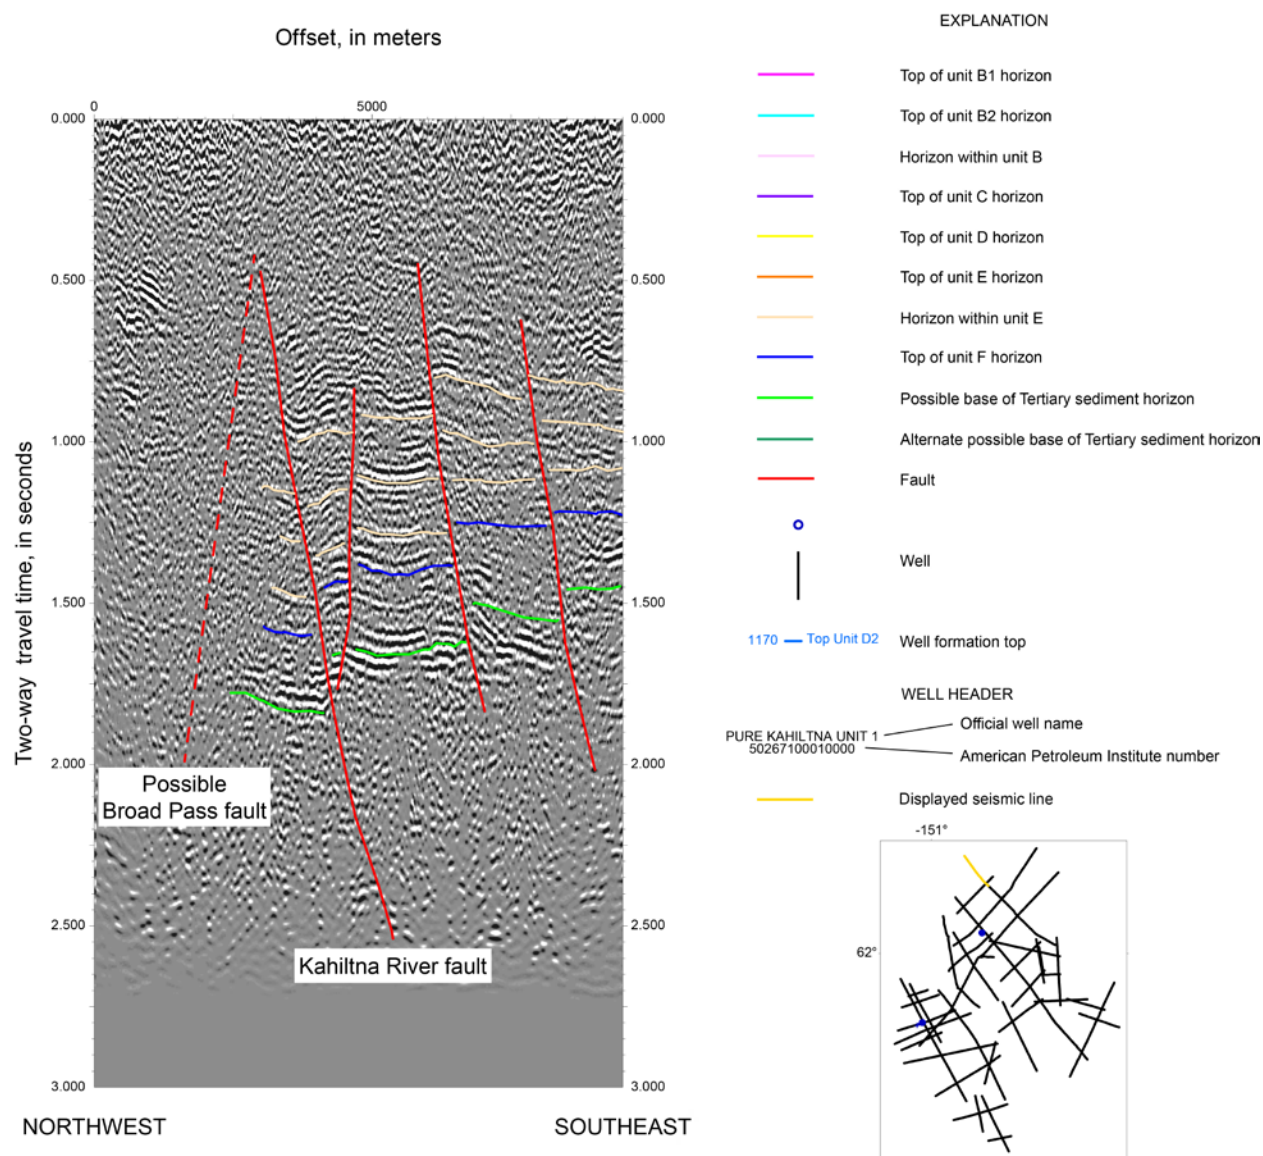 Offset, in meters
0 5000
0.000 0.000
0.500 0.500
1.000 1.000
1.500 1.500
2.000 2.000
2.500 2.500
3.000 3.000
Two-way travel time, in seconds
Possible
Broad Pass fault
Kahiltna River fault
NORTHWEST SOUTHEAST
EXPLANATION
Top of unit B1 horizon
Top of unit B2 horizon
Horizon within unit B
Top of unit C horizon
Top of unit D horizon
Top of unit E horizon
Horizon within unit E
Top of unit F horizon
Possible base of Tertiary sediment horizon
Alternate possible base of Tertiary sediment horizon
Fault
Well
1170 Top Unit D2 Well formation top
WELL HEADER
Official well name
PURE KAHILTNA UNIT 1
50267100010000
American Petroleum Institute number
Displayed seismic line
-151°
62°